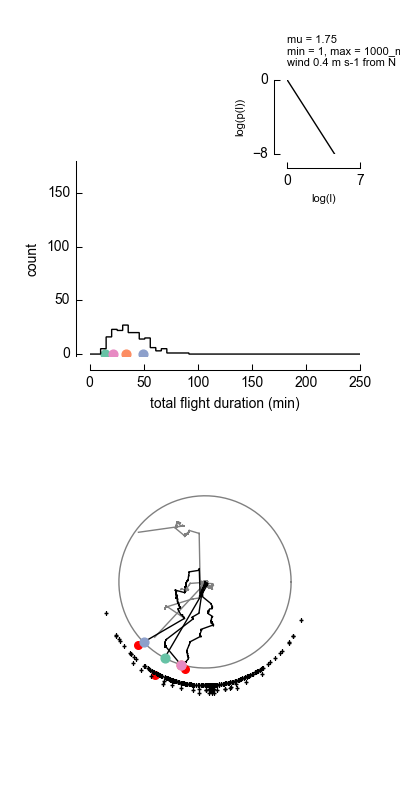 mu = 1.75
min = 1, max = 1000_m
wind 0.4 m s-1 from N
0
log(p(l))
−8
0 7
log(l)
150
100
count
50
0
0 50 100 150 200 250
total flight duration (min)